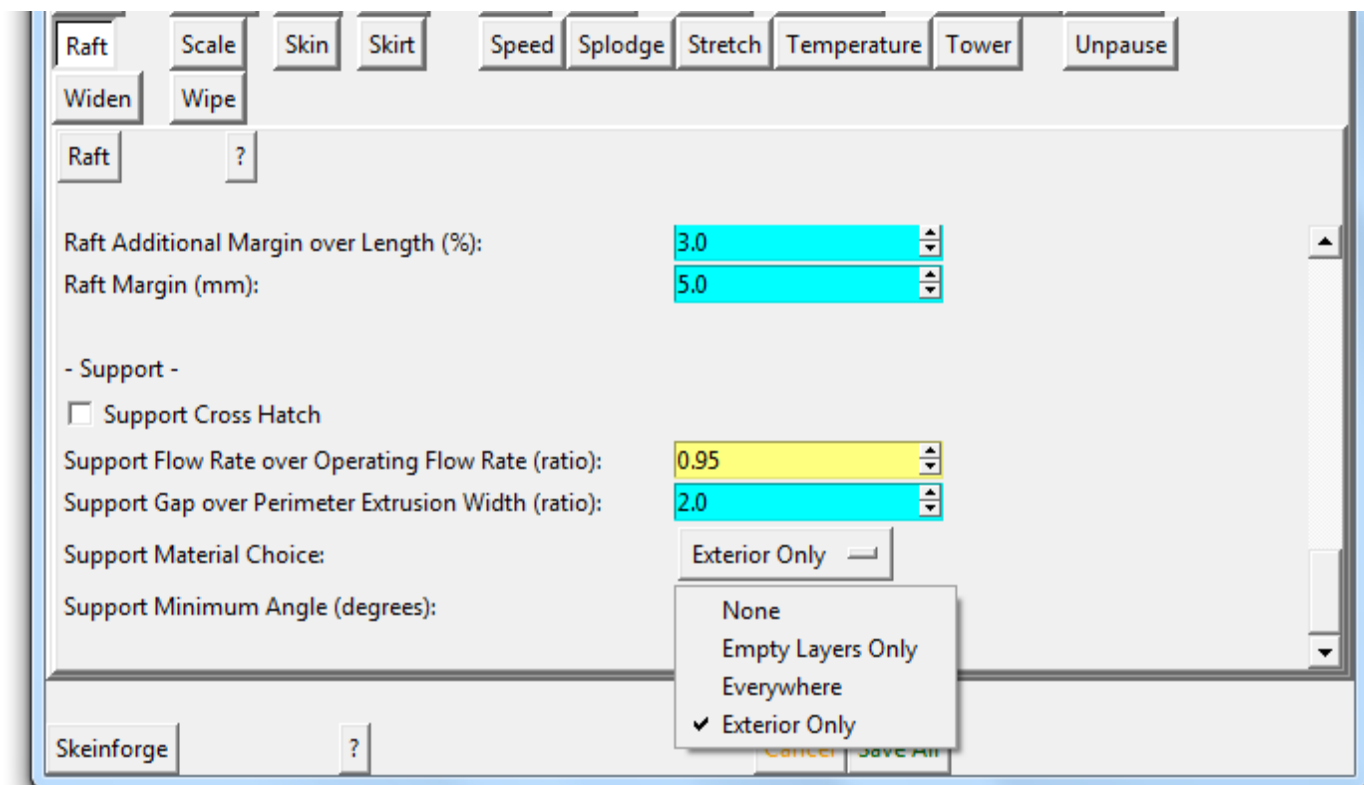 Raft Scale Skin Skirt Speed Splodge Stretch Temperature Tower Unpause
Widen Wipe
Raft ?
Raft Additional Margin over Length (%): 3.0
Raft Margin (mm): 5.0
- Support -
Support Cross Hatch
Support Flow Rate over Operating Flow Rate (ratio): 0.95
Support Gap over Perimeter Extrusion Width (ratio): 2.0
Support Material Choice: Exterior Only
Support Minimum Angle (degrees):
None
Empty Layers Only
Everywhere
✔ Exterior Only
Skeinforge ? Cancel Save All